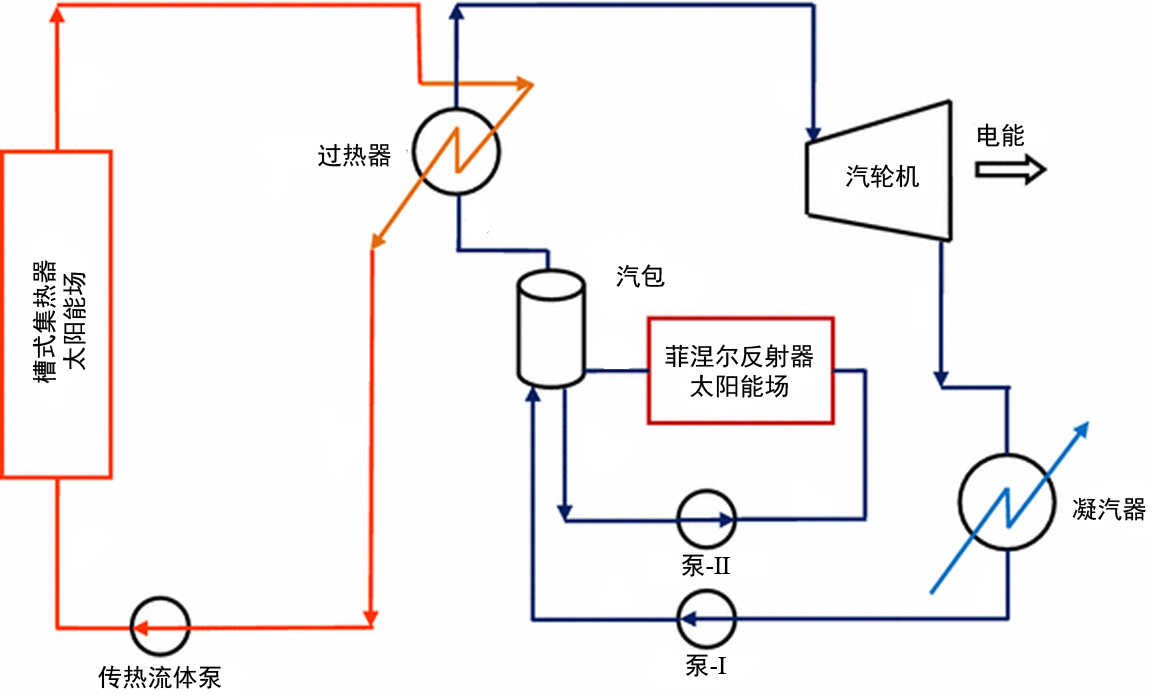 电能
过热器
汽轮机
槽式集热器
太阳能场
汽包
菲涅尔反射器
太阳能场
凝汽器
泵-II
泵-I
传热流体泵